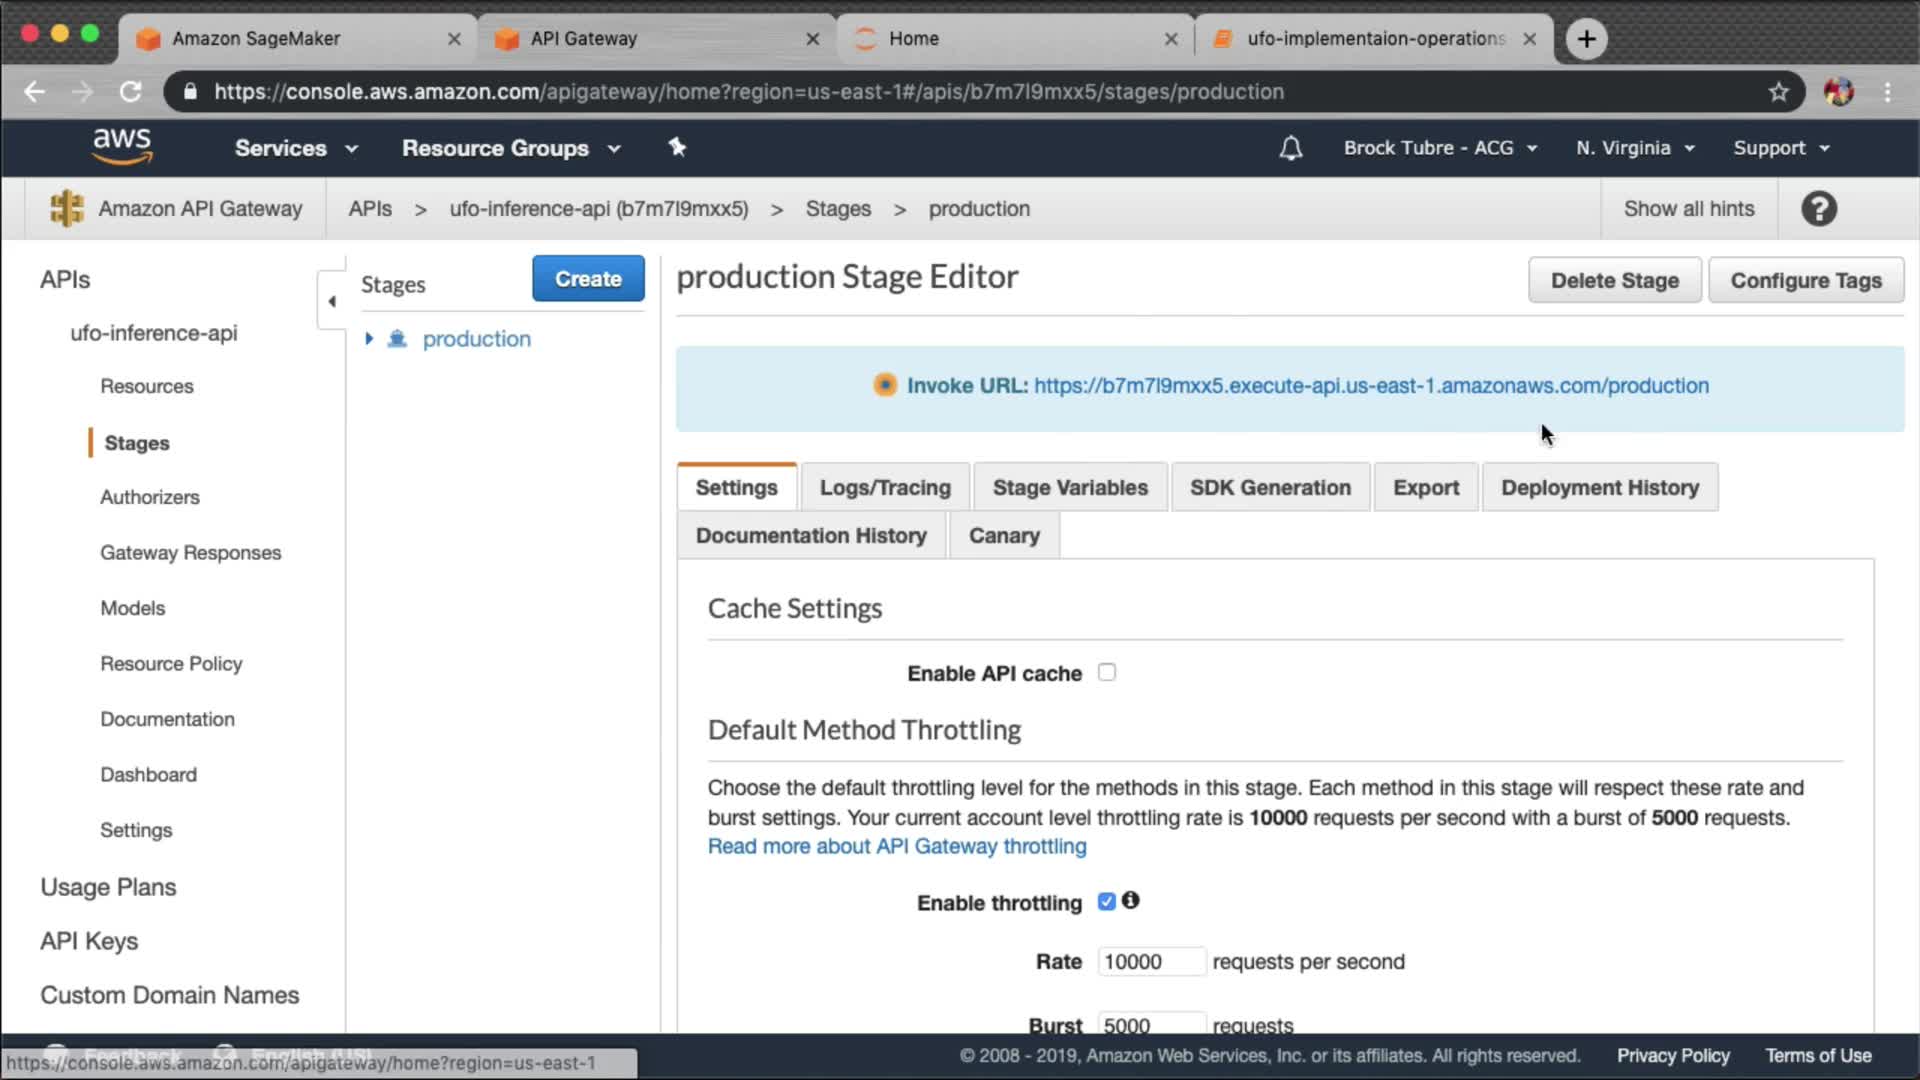 Amazon SageMaker
API Gateway
Home
ufo-implementaion-operations
https://console.aws.amazon.com/apigateway/home?region=us-east-1#/apis/b7m7l9mxx5/stages/production
aws
Services
Resource Groups
Brock Tubre - ACG
N. Virginia
Support
Amazon API Gateway
APIs > ufo-inference-api (b7m7l9mxx5) > Stages > production
Show all hints
?
APIs
ufo-inference-api
Resources
Stages
Authorizers
Gateway Responses
Models
Resource Policy
Documentation
Dashboard
Settings
Usage Plans
API Keys
Custom Domain Names
Stages
Create
production
production Stage Editor
Delete Stage
Configure Tags
Invoke URL: https://b7m7l9mxx5.execute-api.us-east-1.amazonaws.com/production
Settings
Logs/Tracing
Stage Variables
SDK Generation
Export
Deployment History
Documentation History
Canary
Cache Settings
Enable API cache
Default Method Throttling
Choose the default throttling level for the methods in this stage. Each method in this stage will respect these rate and
burst settings. Your current account level throttling rate is 10000 requests per second with a burst of 5000 requests.
Read more about API Gateway throttling
Enable throttling
Rate 10000 requests per second
Burst 5000 requests
Feedback
English (US)
https://console.aws.amazon.com/apigateway/home?region=us-east-1
© 2008 - 2019, Amazon Web Services, Inc. or its affiliates. All rights reserved.
Privacy Policy
Terms of Use